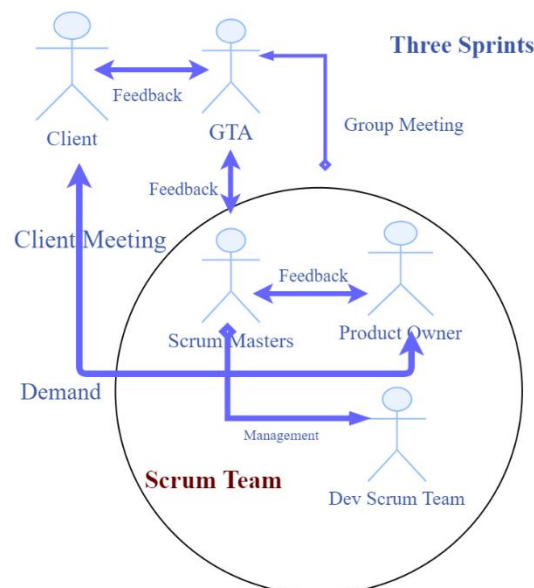 Three Sprints
Feedback
Client
GTA
Group Meeting
Feedback
Client Meeting
Feedback
Scrum Masters
Product Owner
Demand
Management
Scrum Team
Dev Scrum Team